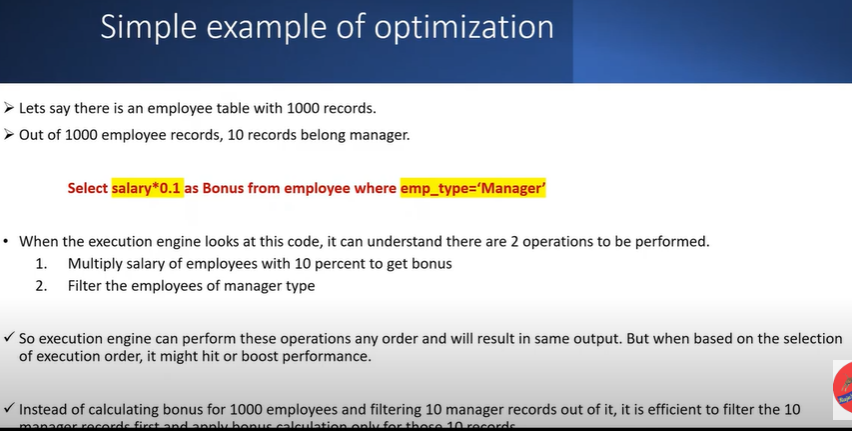 Simple example of optimization
➢ Lets say there is an employee table with 1000 records.
➢ Out of 1000 employee records, 10 records belong manager.
Select salary*0.1 as Bonus from employee where emp_type=‘Manager’
• When the execution engine looks at this code, it can understand there are 2 operations to be performed.
1. Multiply salary of employees with 10 percent to get bonus
2. Filter the employees of manager type
✓ So execution engine can perform these operations any order and will result in same output. But when based on the selection
of execution order, it might hit or boost performance.
✓ Instead of calculating bonus for 1000 employees and filtering 10 manager records out of it, it is efficient to filter the 10
manager records first and apply bonus calculation only for those 10 records